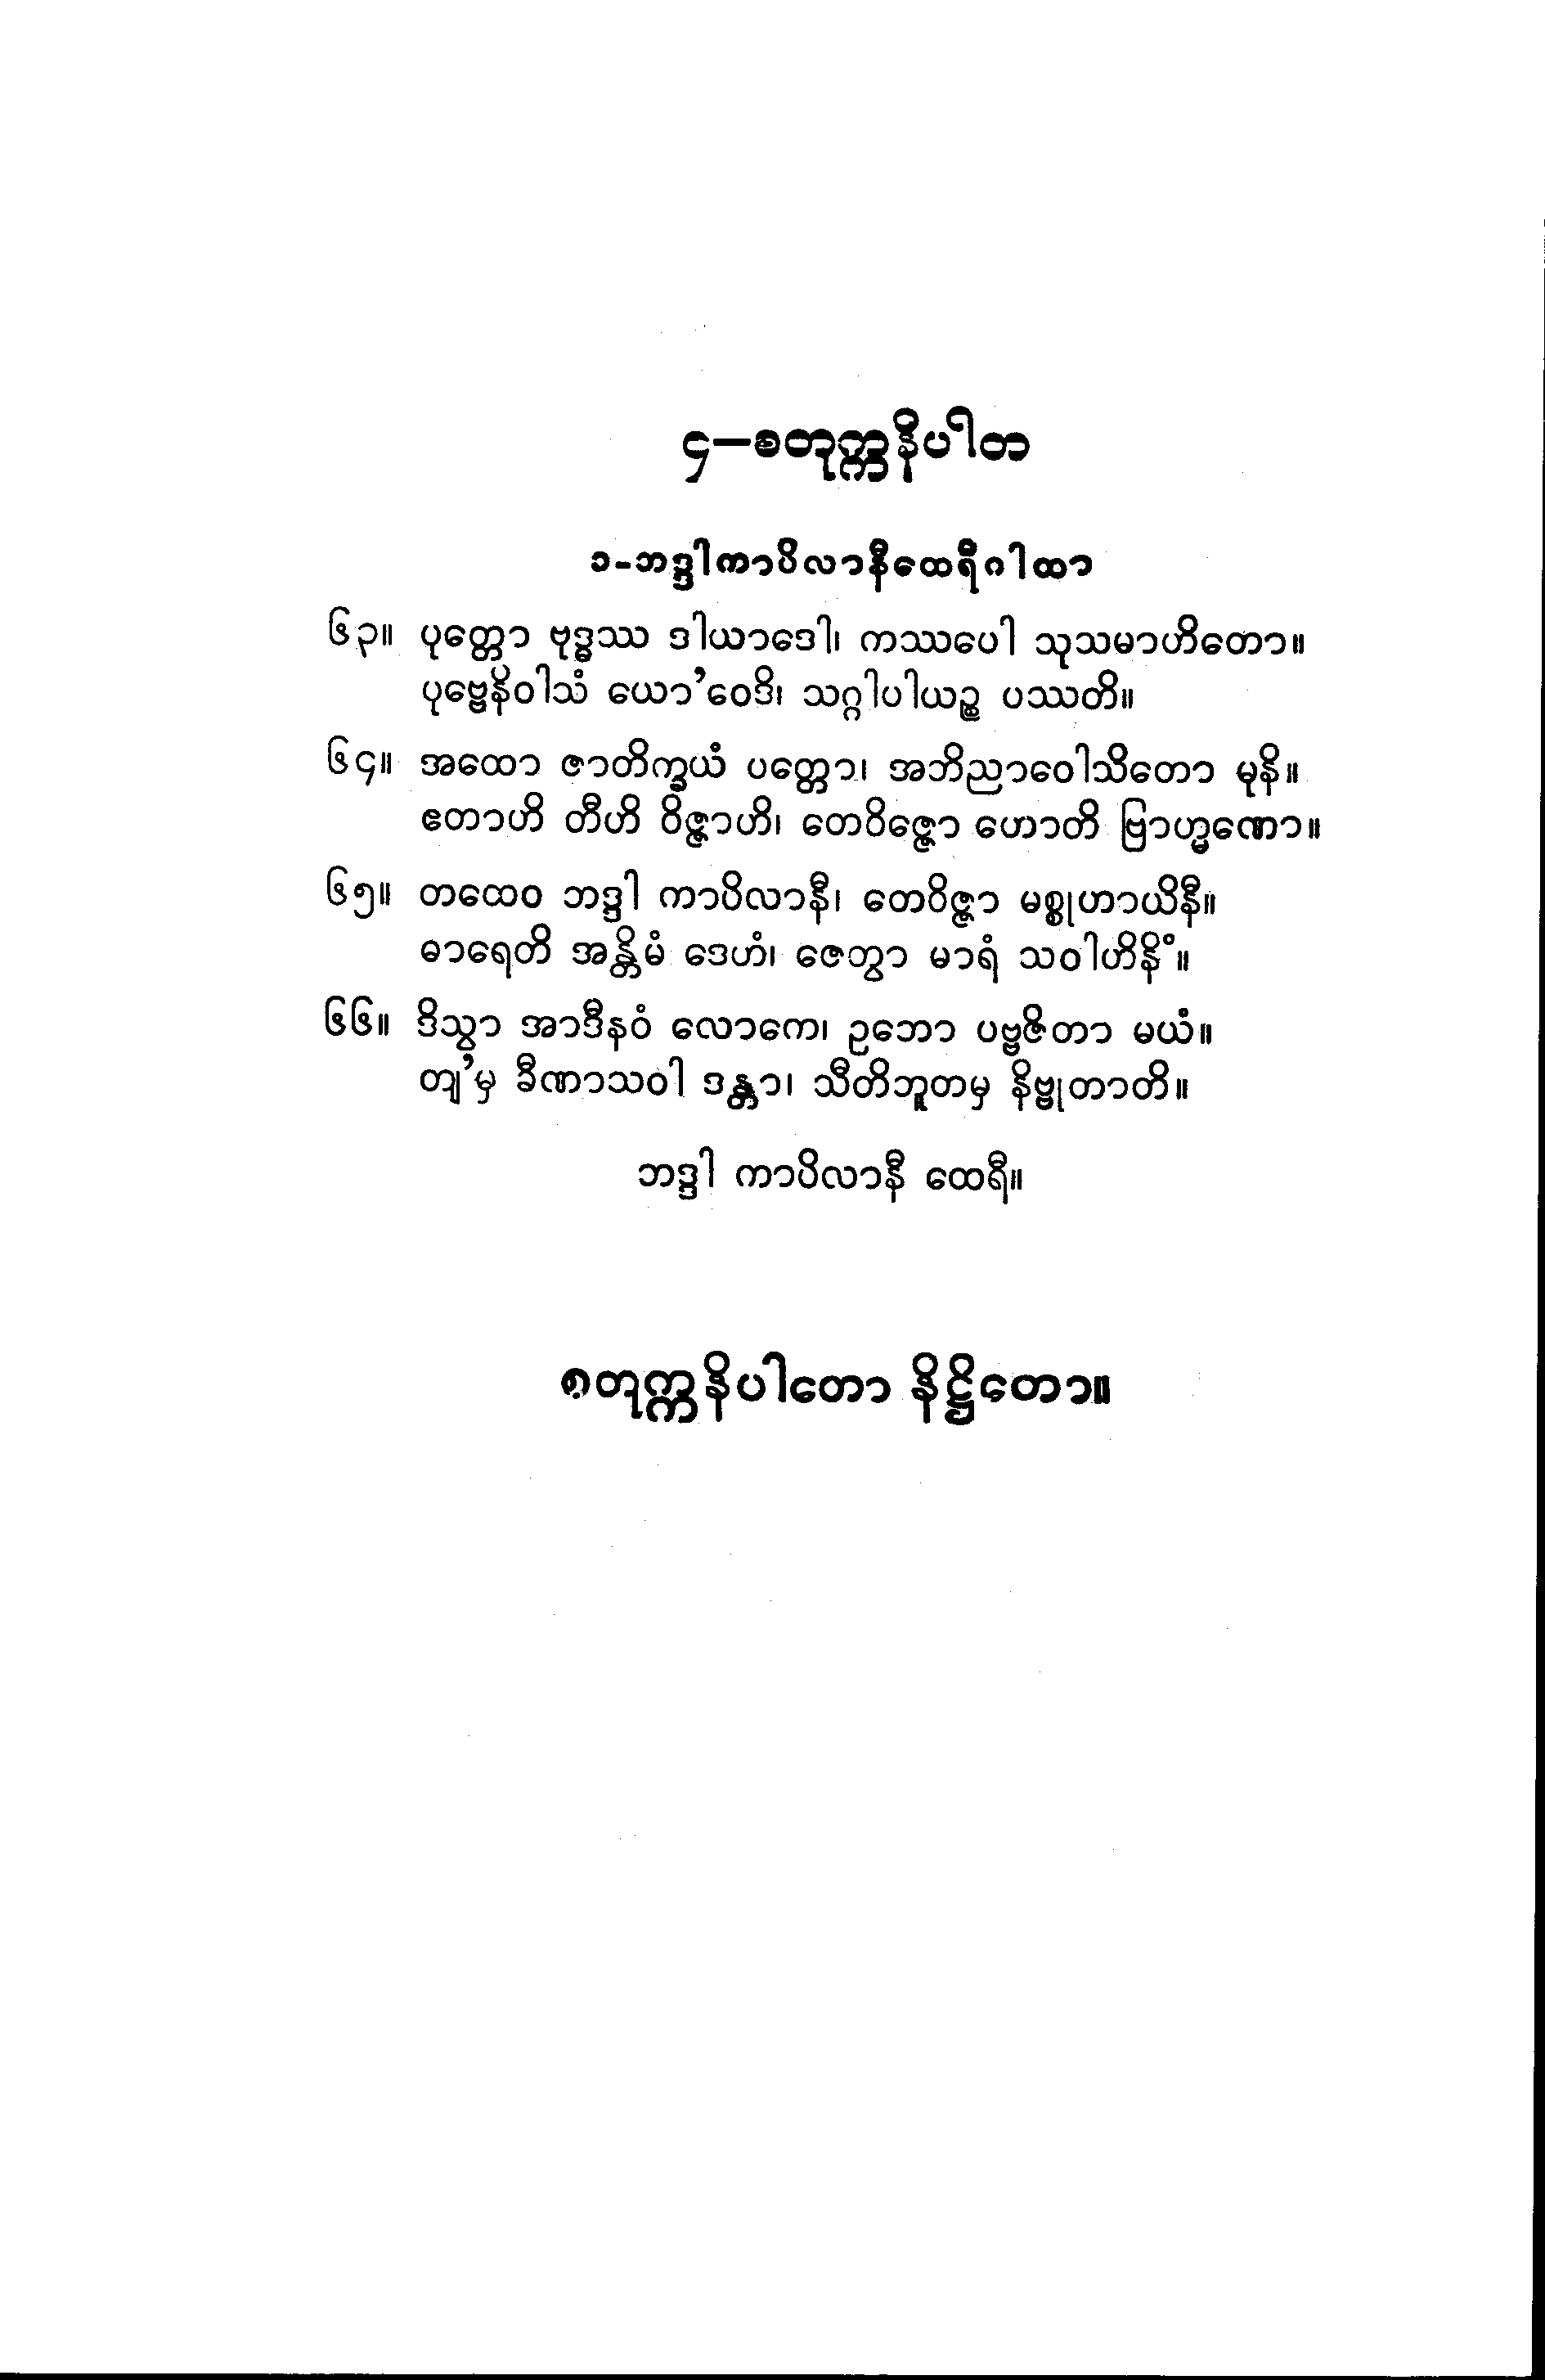 ၄–စတုက္ကနိပါတ
၁-ဘဒ္ဒါကာပိလာနီထေရီဂါထာ
၆၃။ ပုတ္တော ဗုဒ္ဓဿ ဒါယာဒေါ၊ ကဿပေါ သုသမာဟိတော။
ပုဗ္ဗေနိဝါသံ ယော’ဝေဒိ၊ သဂ္ဂါပါယဉ္စ ပဿတိ။
၆၄။ အထော ဇာတိက္ခယံ ပတ္တော၊ အဘိညာဝေါသိတော မုနိ။
ဧတာဟိ တီဟိ ဝိဇ္ဇာဟိ၊ တေဝိဇ္ဇော ဟောတိ ဗြာဟ္မဏော။
၆၅။ တထေဝ ဘဒ္ဒါ ကာပိလာနီ၊ တေဝိဇ္ဇာ မစ္စုဟာယိနီ။
ဓာရေတိ အန္တိမံ ဒေဟံ၊ ဇေတွာ မာရံ သဝါဟိနိံ။
၆၆။ ဒိသွာ အာဒီနဝံ လောကေ၊ ဥဘော ပဗ္ဗဇိတာ မယံ။
တျ’မှ ခီဏာသဝါ ဒန္တာ၊ သီတိဘူတမှ နိဗ္ဗုတာတိ။
ဘဒ္ဒါ ကာပိလာနီ ထေရီ။
စတုက္ကနိပါတော နိဋ္ဌိတော။